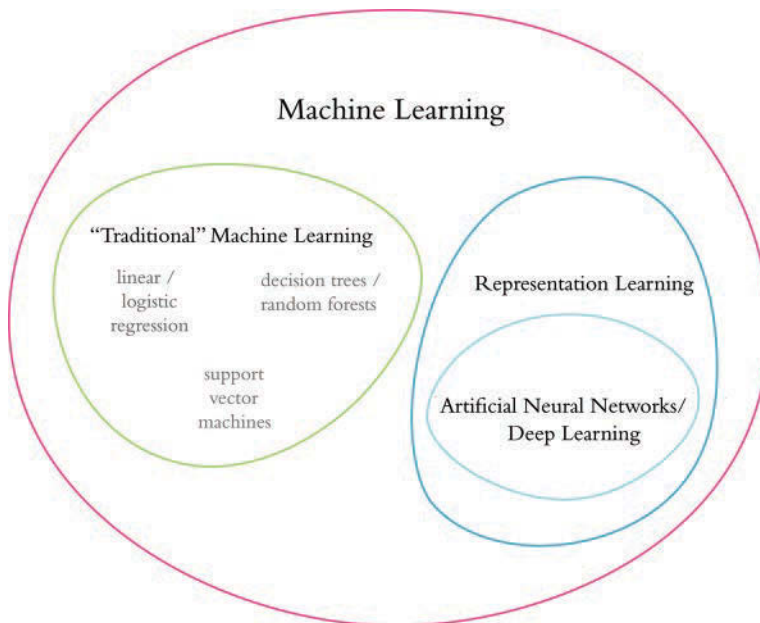 Machine Learning
“Traditional” Machine Learning
linear /
logistic
regression
decision trees /
random forests
support
vector
machines
Representation Learning
Artificial Neural Networks/
Deep Learning